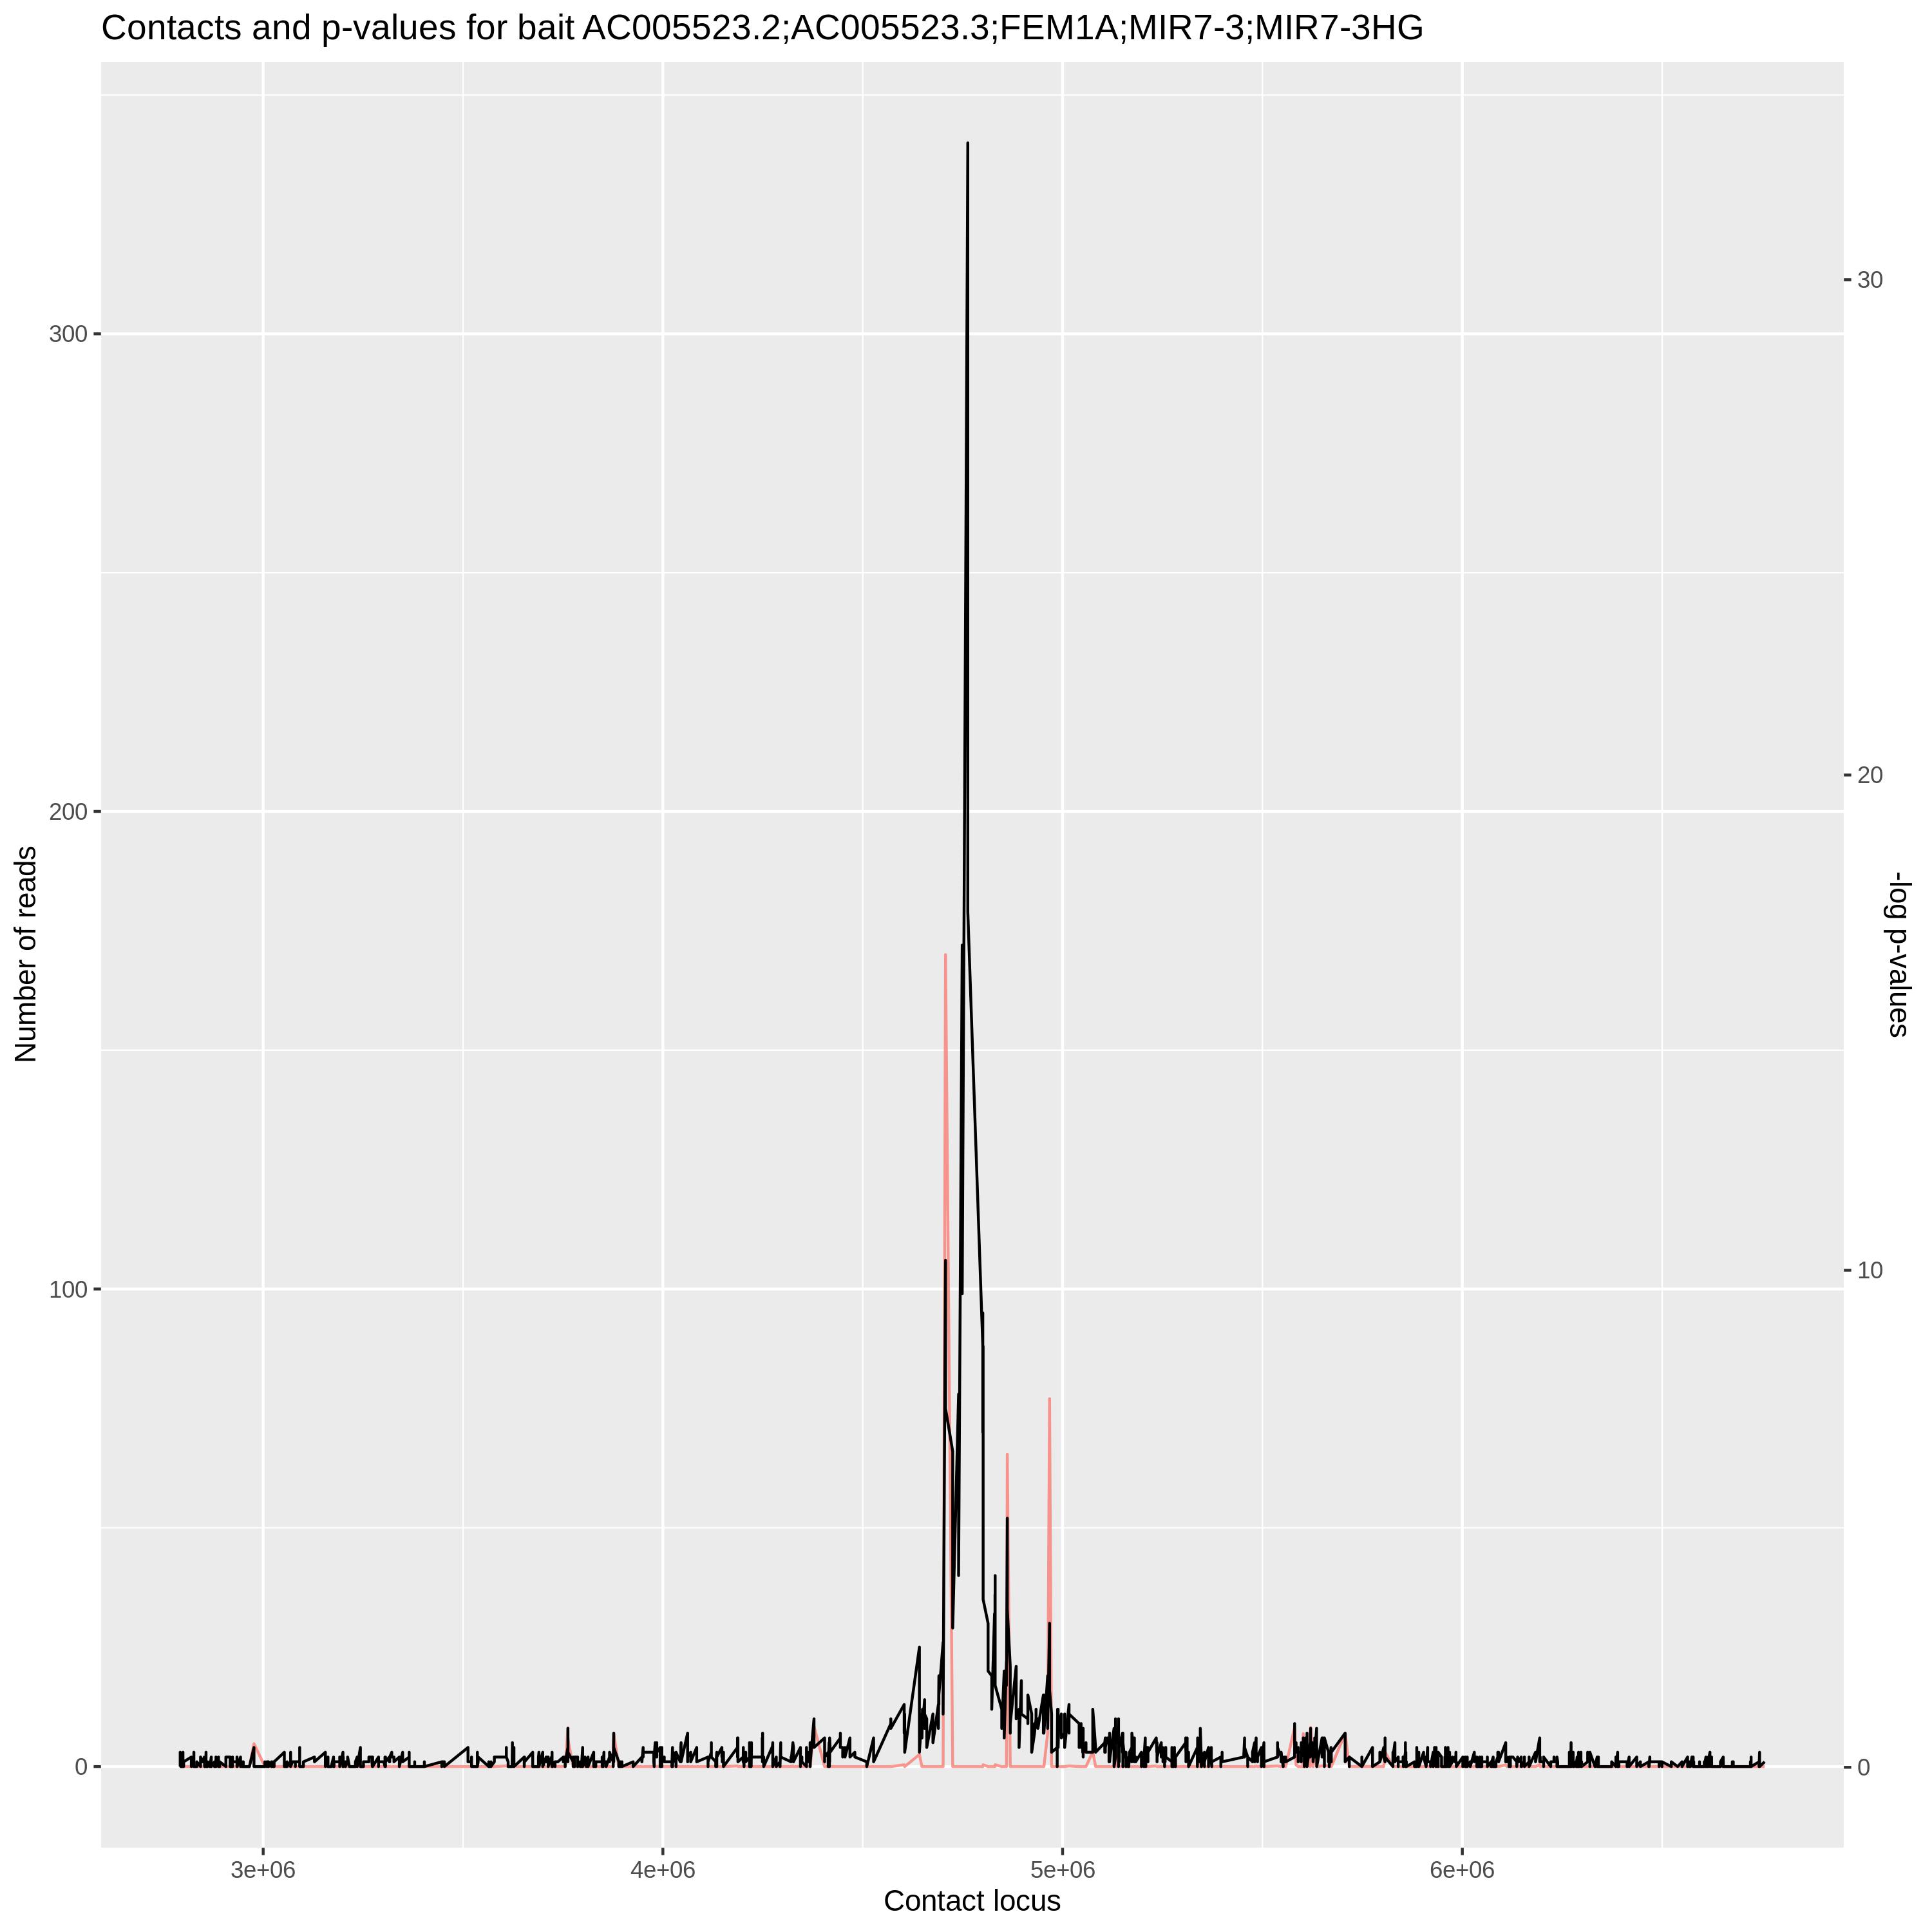 Contacts and p-values for bait AC005523.2;AC005523.3;FEM1A;MIR7-3;MIR7-3HG
300
200
100
0
Number of reads
30
20
10
0
-log p-values
3e+06
4e+06
5e+06
6e+06
Contact locus